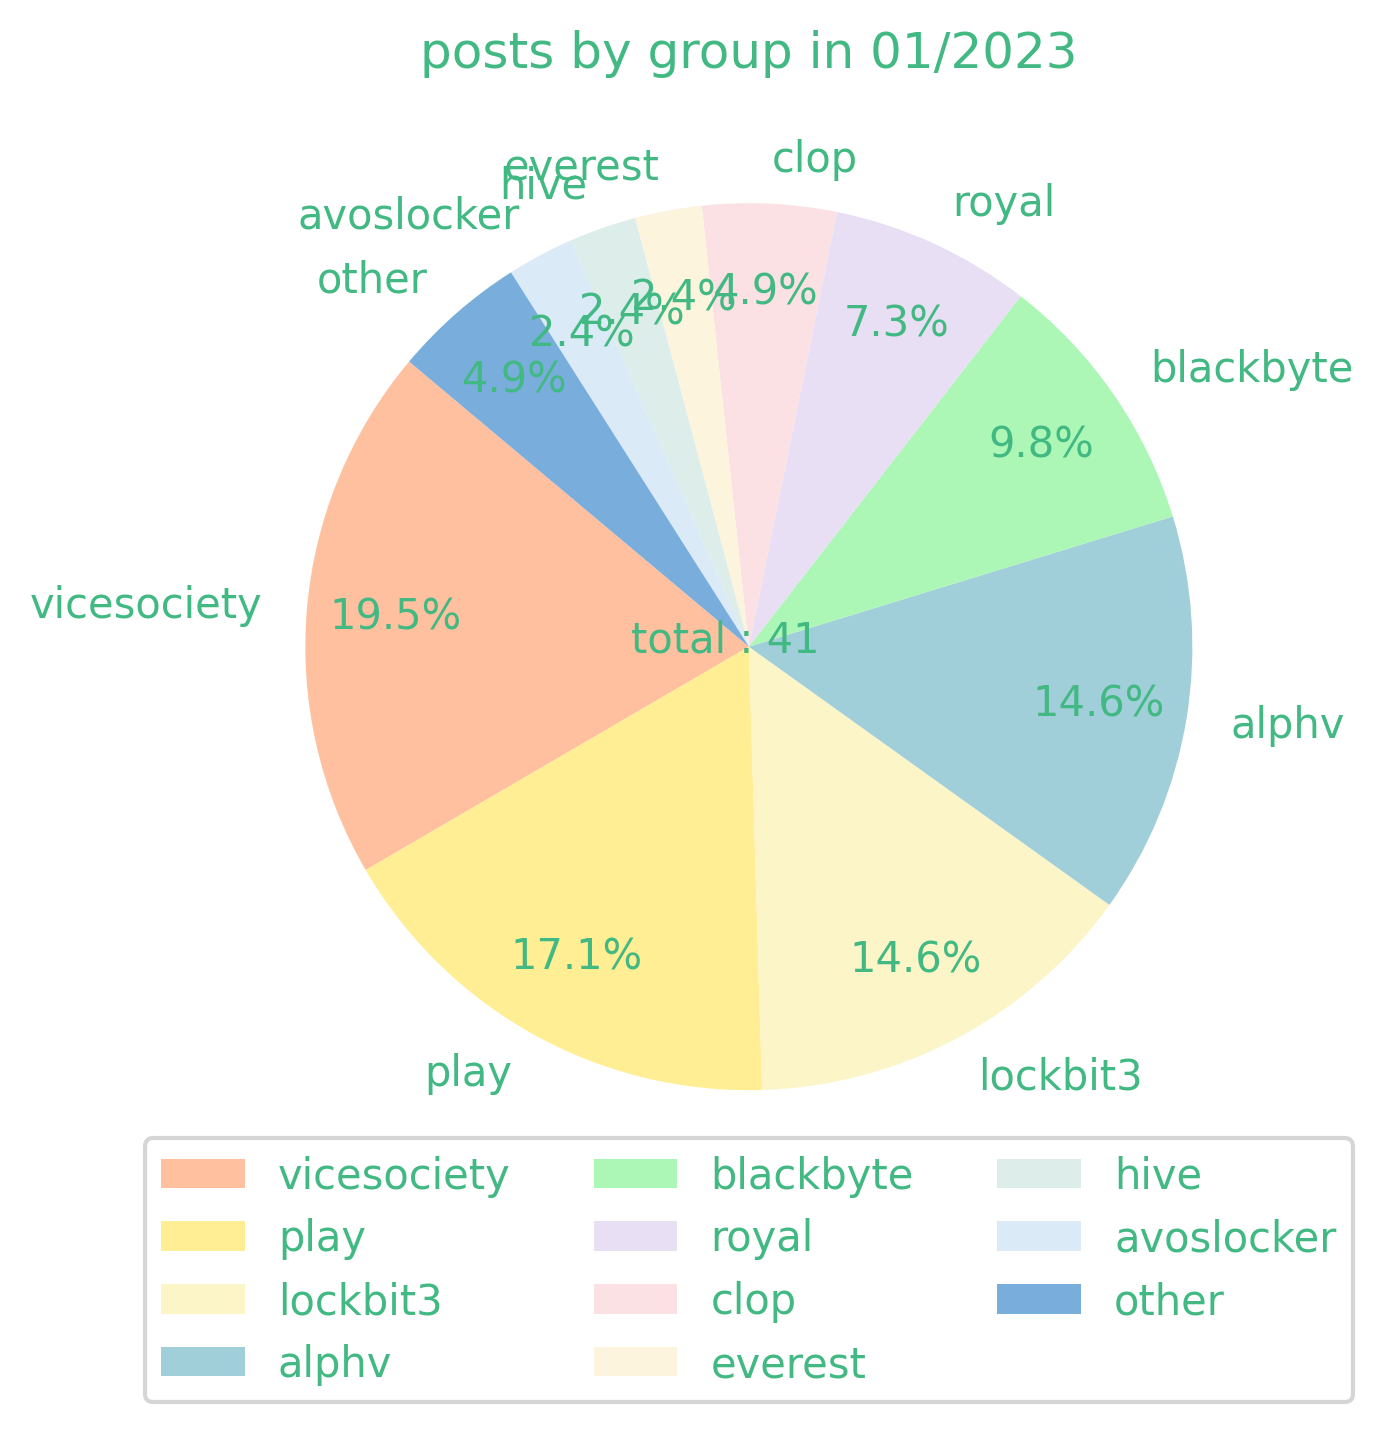 posts by group in 01/2023
clop
everest
hive
royal
avoslocker
other
4.9%
2.4%
2.4%
7.3%
2.4%
blackbyte
4.9%
9.8%
vicesociety
19.5%
total : 41
14.6%
alphv
17.1%
14.6%
play
lockbit3
vicesociety
play
lockbit3
alphv
blackbyte
royal
clop
everest
hive
avoslocker
other